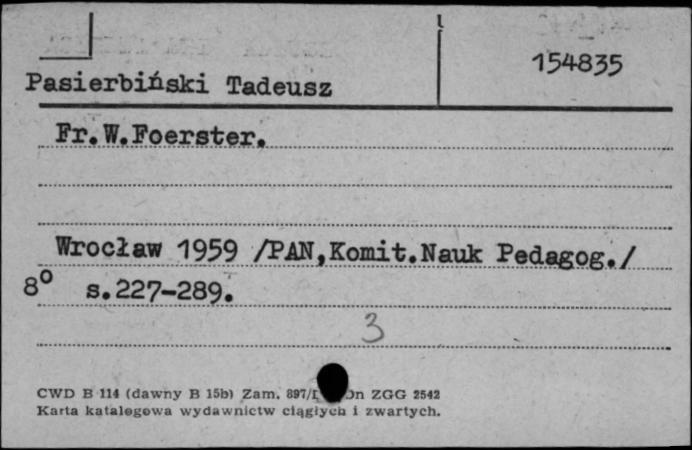 154835
Pasierbiński Tadeusz
Fr.W.Foerster.
Wrocław 1959 /PAN,Komit.Nauk Pedagog./
8° s.227-289.
3
CWD B 114 (dawny B 15b) Zam. 897/ ZGG 2542
Karta katalogowa wydawnictw ciągłych i zwartych.